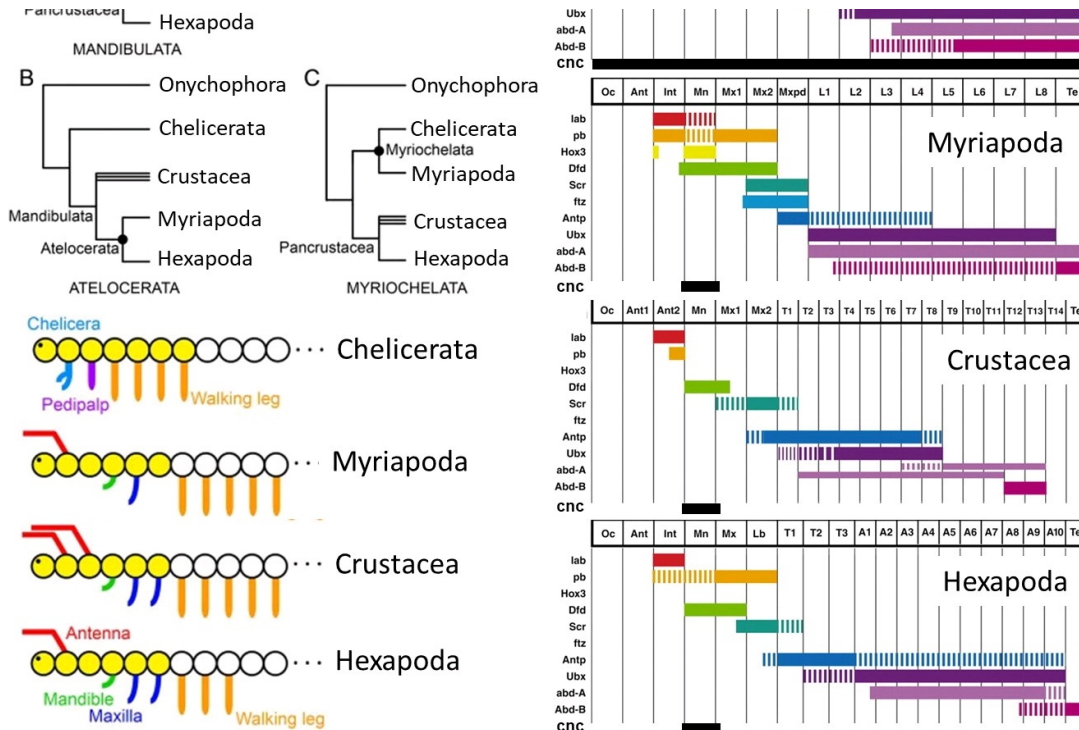 Pancrustacea
Hexapoda
MANDIBULATA
B
Onychophora
Chelicerata
Crustacea
Mandibulata
Myriapoda
Atelocerata
Hexapoda
ATELOCERATA
C
Onychophora
Chelicerata
Myriochelata
Myriapoda
Crustacea
Pancrustacea
Hexapoda
MYRIOCHELATA
Chelicera
Chelicerata
Pedipalp
Walking leg
Myriapoda
Crustacea
Antenna
Hexapoda
Mandible
Maxilla
Walking leg
Ubx
abd-A
Abd-B
cnc
Oc Ant Int Mn Mx1 Mx2 Mxpd L1 L2 L3 L4 L5 L6 L7 L8 Te
Myriapoda
lab
pb
Hox3
Dfd
Scr
ftz
Antp
Ubx
abd-A
Abd-B
cnc
Oc Ant1 Ant2 Mn Mx1 Mx2 T1 T2 T3 T4 T5 T6 T7 T8 T9 T10 T11 T12 T13 T14 Te
Crustacea
lab
pb
Hox3
Dfd
Scr
ftz
Antp
Ubx
abd-A
Abd-B
cnc
Oc Ant Int Mn Mx Lb T1 T2 T3 A1 A2 A3 A4 A5 A6 A7 A8 A9 A10 Te
Hexapoda
lab
pb
Hox3
Dfd
Scr
ftz
Antp
Ubx
abd-A
Abd-B
cnc